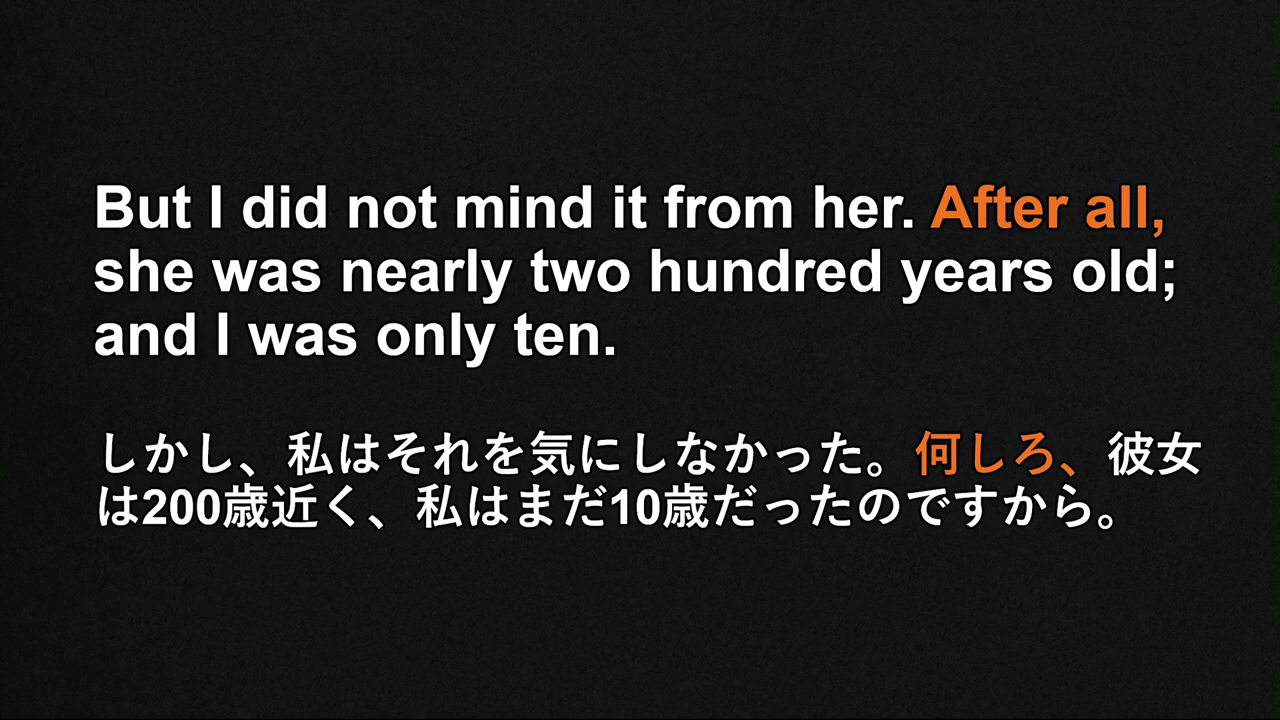 But I did not mind it from her. After all,
she was nearly two hundred years old;
and I was only ten.
しかし、私はそれを気にしなかった。何しろ、彼女
は200歳近く、私はまだ10歳だったのですから。